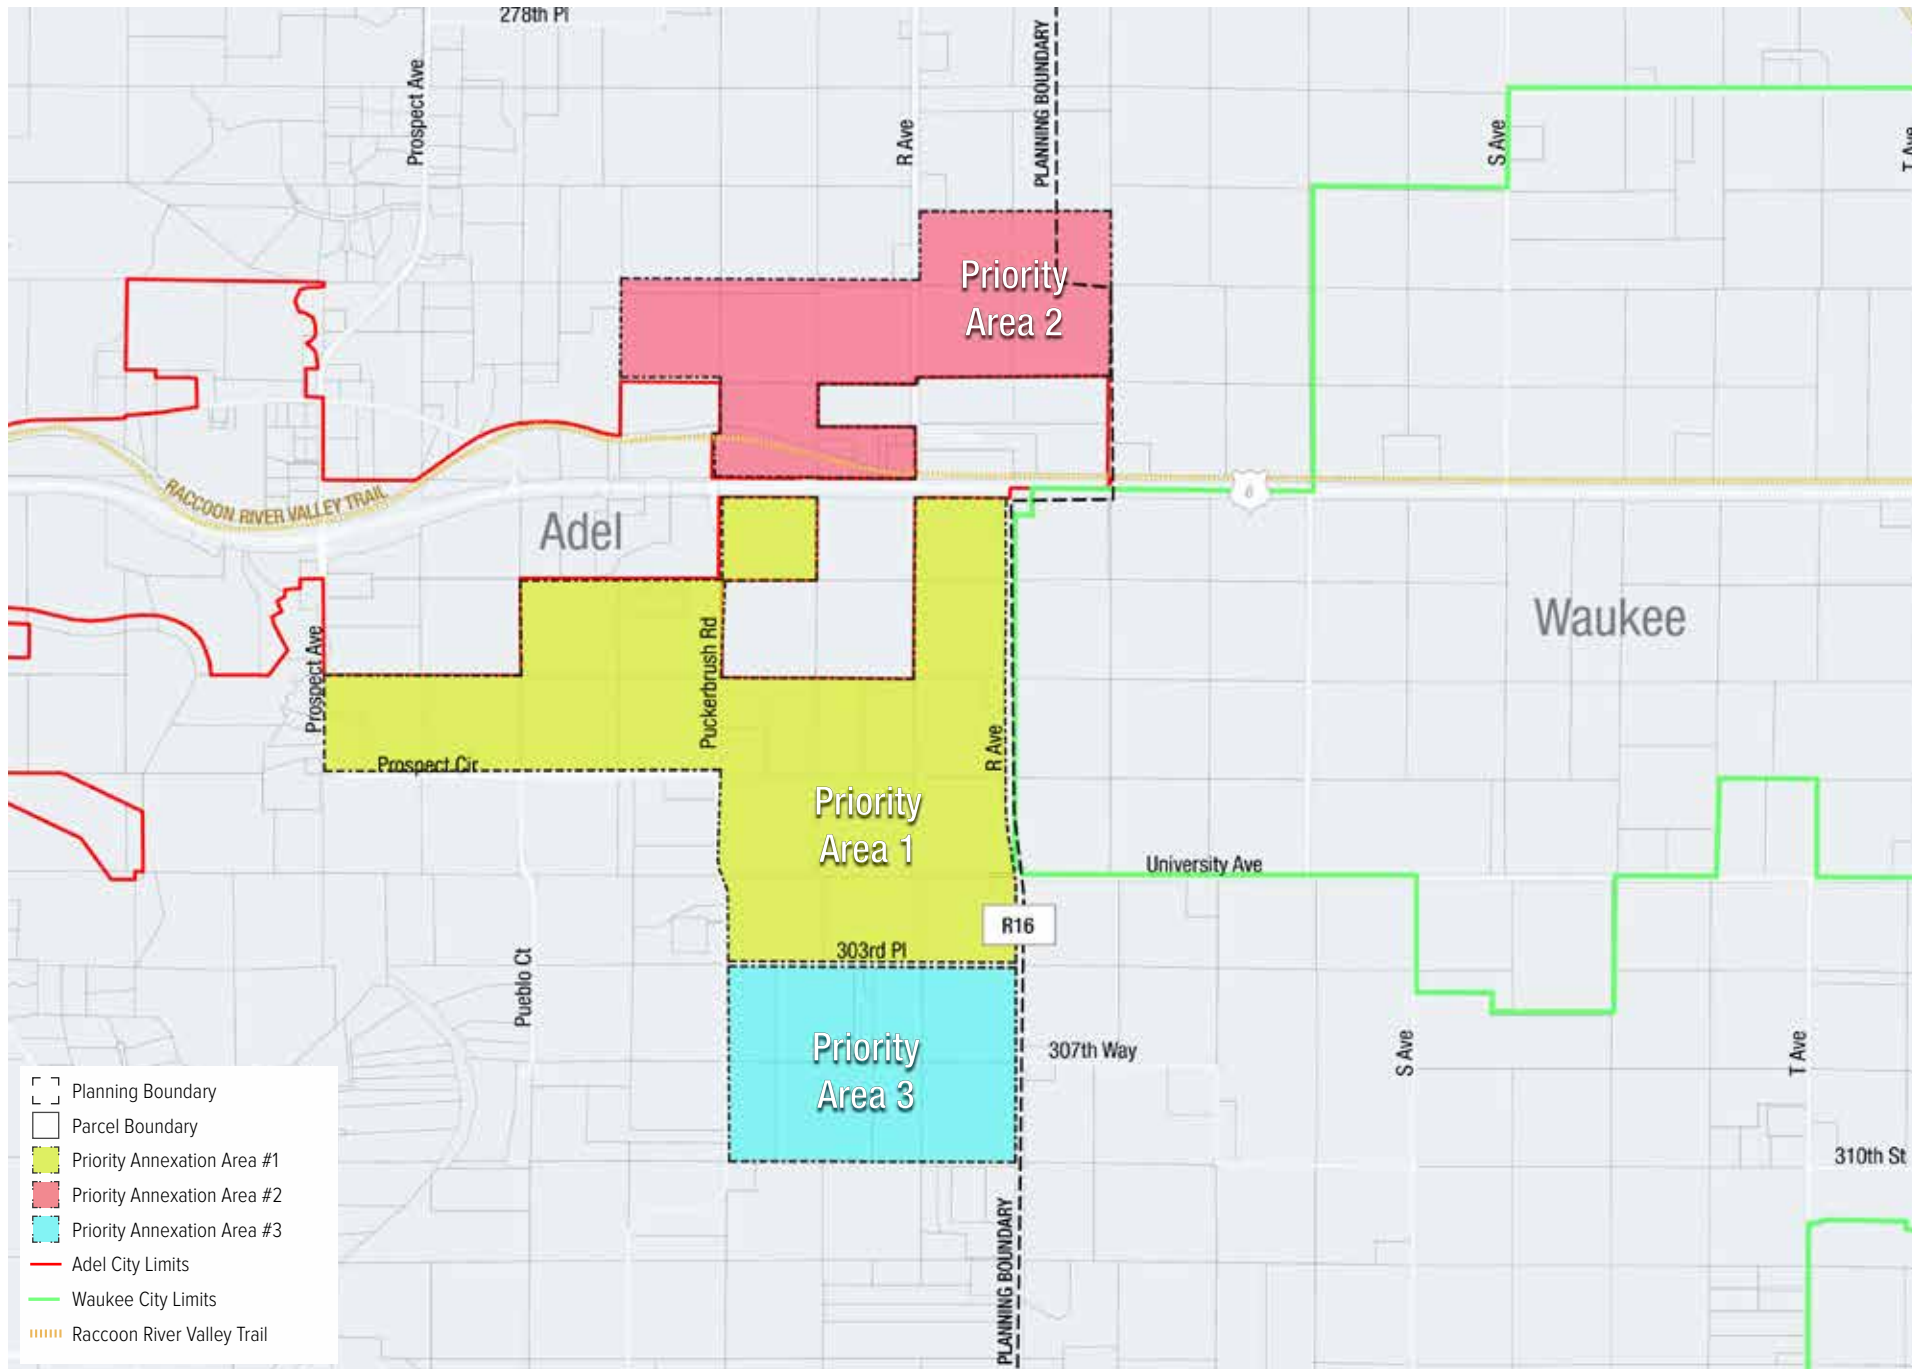 278th Pl
Prospect Ave
R Ave
PLANNING BOUNDARY
S Ave
T Ave
Priority
Area 2
RACCOON RIVER VALLEY TRAIL
6
Adel
Waukee
Prospect Ave
Puckerbrush Rd
R Ave
Prospect Cir
Priority
Area 1
University Ave
R16
303rd Pl
Pueblo Ct
Priority
Area 3
307th Way
S Ave
T Ave
310th St
PLANNING BOUNDARY
Planning Boundary
Parcel Boundary
Priority Annexation Area #1
Priority Annexation Area #2
Priority Annexation Area #3
Adel City Limits
Waukee City Limits
Raccoon River Valley Trail